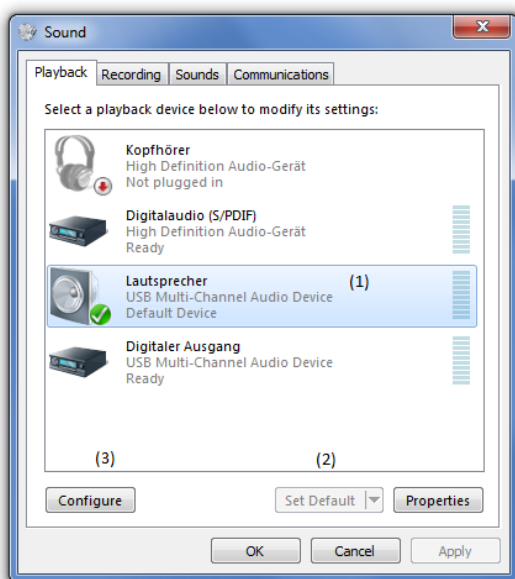 Sound
Playback Recording Sounds Communications
Select a playback device below to modify its settings:
Kopfhörer
High Definition Audio-Gerät
Not plugged in
Digitalaudio (S/PDIF)
High Definition Audio-Gerät
Ready
Lautsprecher (1)
USB Multi-Channel Audio Device
Default Device
Digitaler Ausgang
USB Multi-Channel Audio Device
Ready
(3) (2)
Configure Set Default Properties
OK Cancel Apply